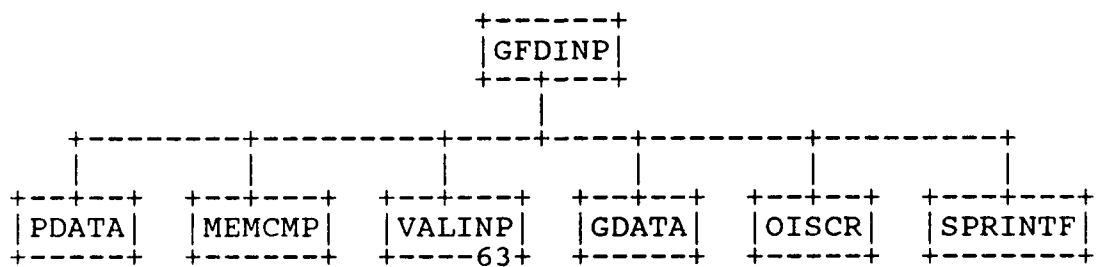 GFDINP
PDATA MEMCMP VALINP GDATA OISCR SPRINTF
63